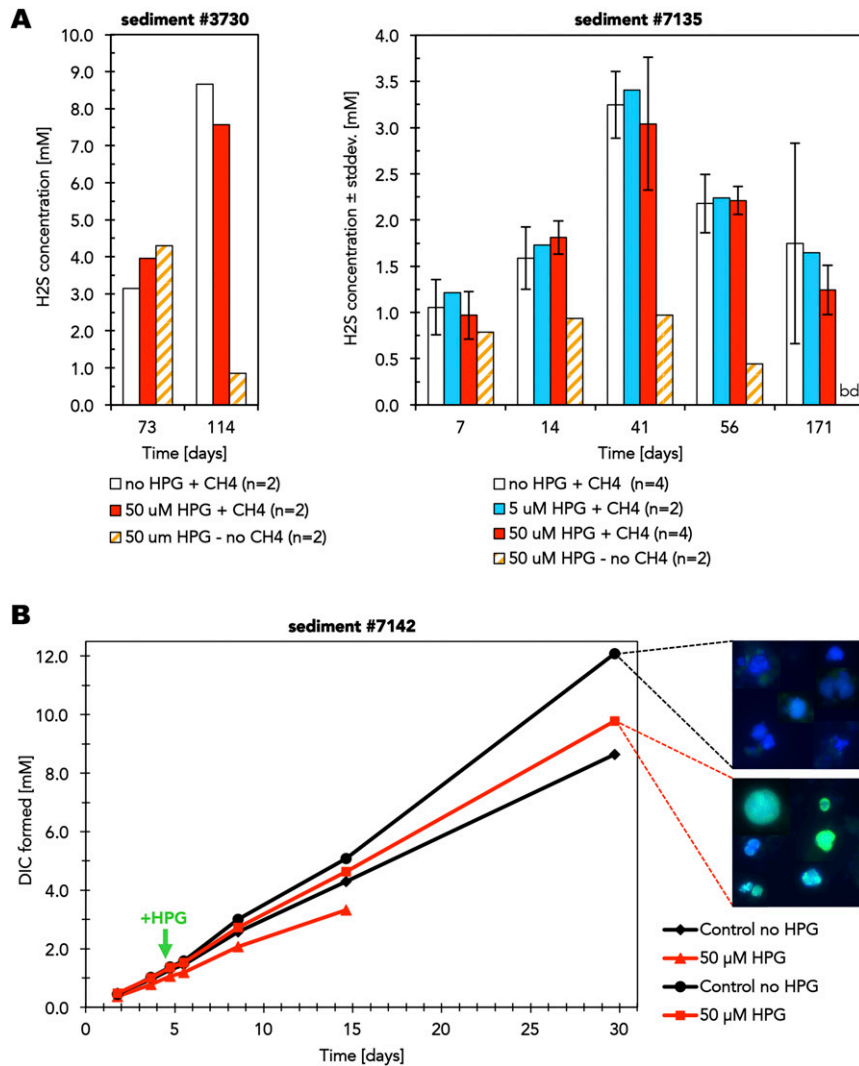 A
sediment #3730
10.0
9.0
8.0
7.0
6.0
5.0
4.0
3.0
2.0
1.0
0.0
H2S concentration [mM]
73 114
Time [days]
no HPG + CH4 (n=2)
50 uM HPG + CH4 (n=2)
50 um HPG - no CH4 (n=2)
sediment #7135
4.0
3.5
3.0
2.5
2.0
1.5
1.0
0.5
0.0
H2S concentration ± stddev. [mM]
bd
7 14 41 56 171
Time [days]
no HPG + CH4 (n=4)
5 uM HPG + CH4 (n=2)
50 uM HPG + CH4 (n=4)
50 uM HPG - no CH4 (n=2)
B
sediment #7142
12.0
10.0
8.0
6.0
4.0
2.0
0.0
DIC formed [mM]
+HPG
0 5 10 15 20 25 30
Time [days]
Control no HPG
50 µM HPG
Control no HPG
50 µM HPG